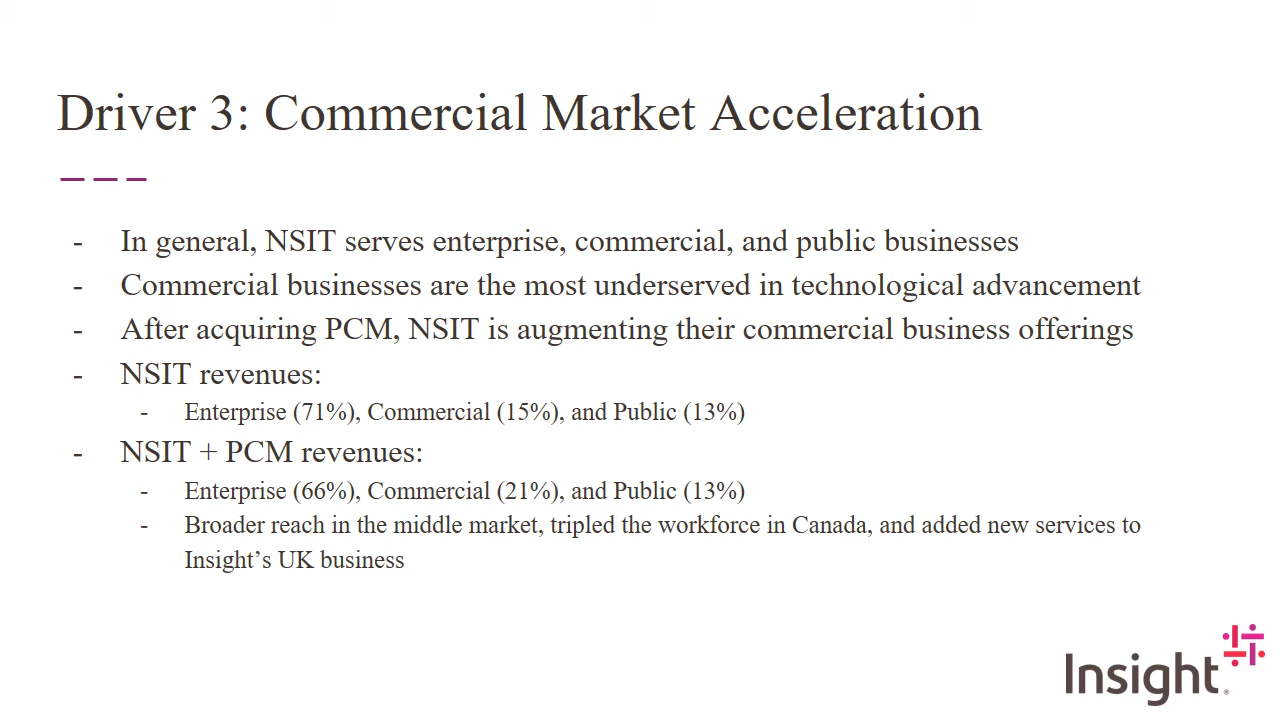 Driver 3: Commercial Market Acceleration
- In general, NSIT serves enterprise, commercial, and public businesses
- Commercial businesses are the most underserved in technological advancement
- After acquiring PCM, NSIT is augmenting their commercial business offerings
- NSIT revenues:
- Enterprise (71%), Commercial (15%), and Public (13%)
- NSIT + PCM revenues:
- Enterprise (66%), Commercial (21%), and Public (13%)
- Broader reach in the middle market, tripled the workforce in Canada, and added new services to
Insight’s UK business
Insight®